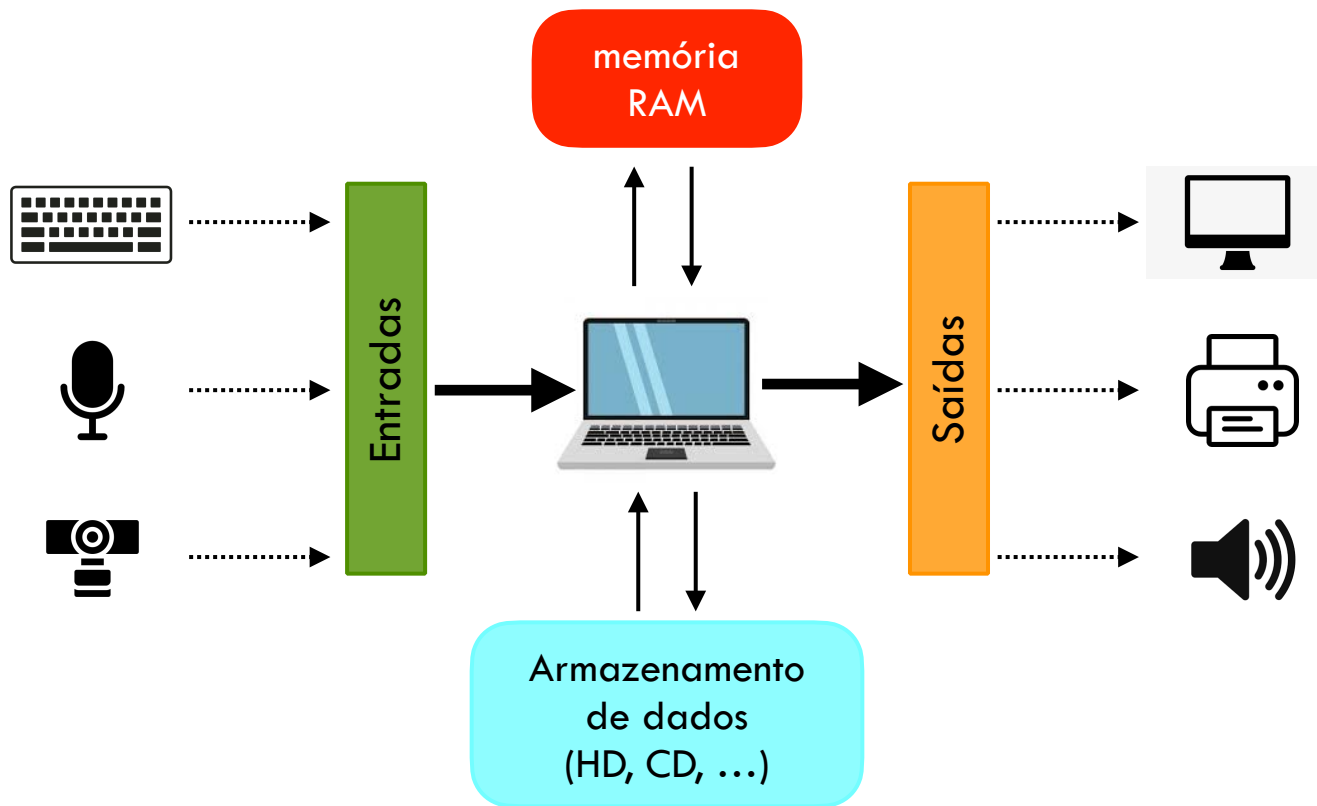 memória
RAM
Entradas
Saídas
Armazenamento
de dados
(HD, CD, …)